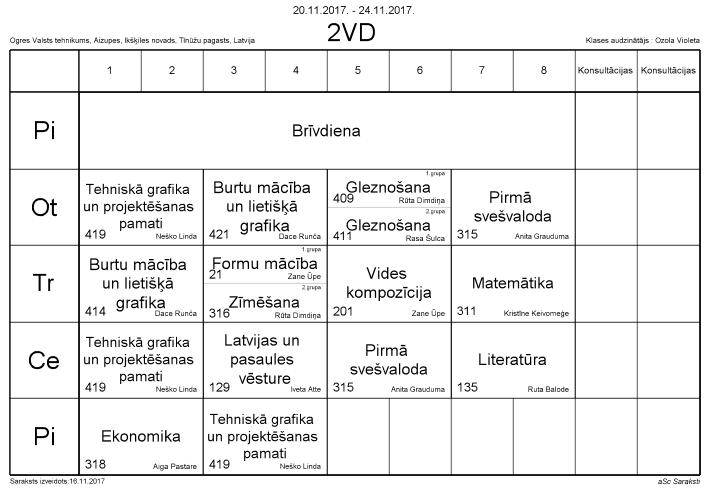 20.11.2017. - 24.11.2017.
Ogres Valsts tehnikums, Aizupes, Ikšķiles novads, Tīnūžu pagasts, Latvija
2VD
Klases audzinātājs : Ozola Violeta
1 2 3 4 5 6 7 8 Konsultācijas Konsultācijas
Pi
Brīvdiena
Ot
Tehniskā grafika
un projektēšanas
pamati
419 Neško Linda
Burtu mācība
un lietišķā
grafika
421 Dace Runča
1.grupa
Gleznošana
409 Rūta Dimdiņa
2.grupa
Gleznošana
411 Rasa Šulca
Pirmā
svešvaloda
315 Anita Grauduma
Tr
Burtu mācība
un lietišķā
grafika
414 Dace Runča
1.grupa
Formu mācība
21 Zane Ūpe
2.grupa
Zīmēšana
316 Rūta Dimdiņa
Vides
kompozīcija
201 Zane Ūpe
Matemātika
311 Kristīne Keivomeģe
Ce
Tehniskā grafika
un projektēšanas
pamati
419 Neško Linda
Latvijas un
pasaules
vēsture
129 Iveta Atte
Pirmā
svešvaloda
315 Anita Grauduma
Literatūra
135 Ruta Balode
Pi
Ekonomika
318 Aiga Pastare
Tehniskā grafika
un projektēšanas
pamati
419 Neško Linda
Saraksts izveidots:16.11.2017
aSc Saraksti